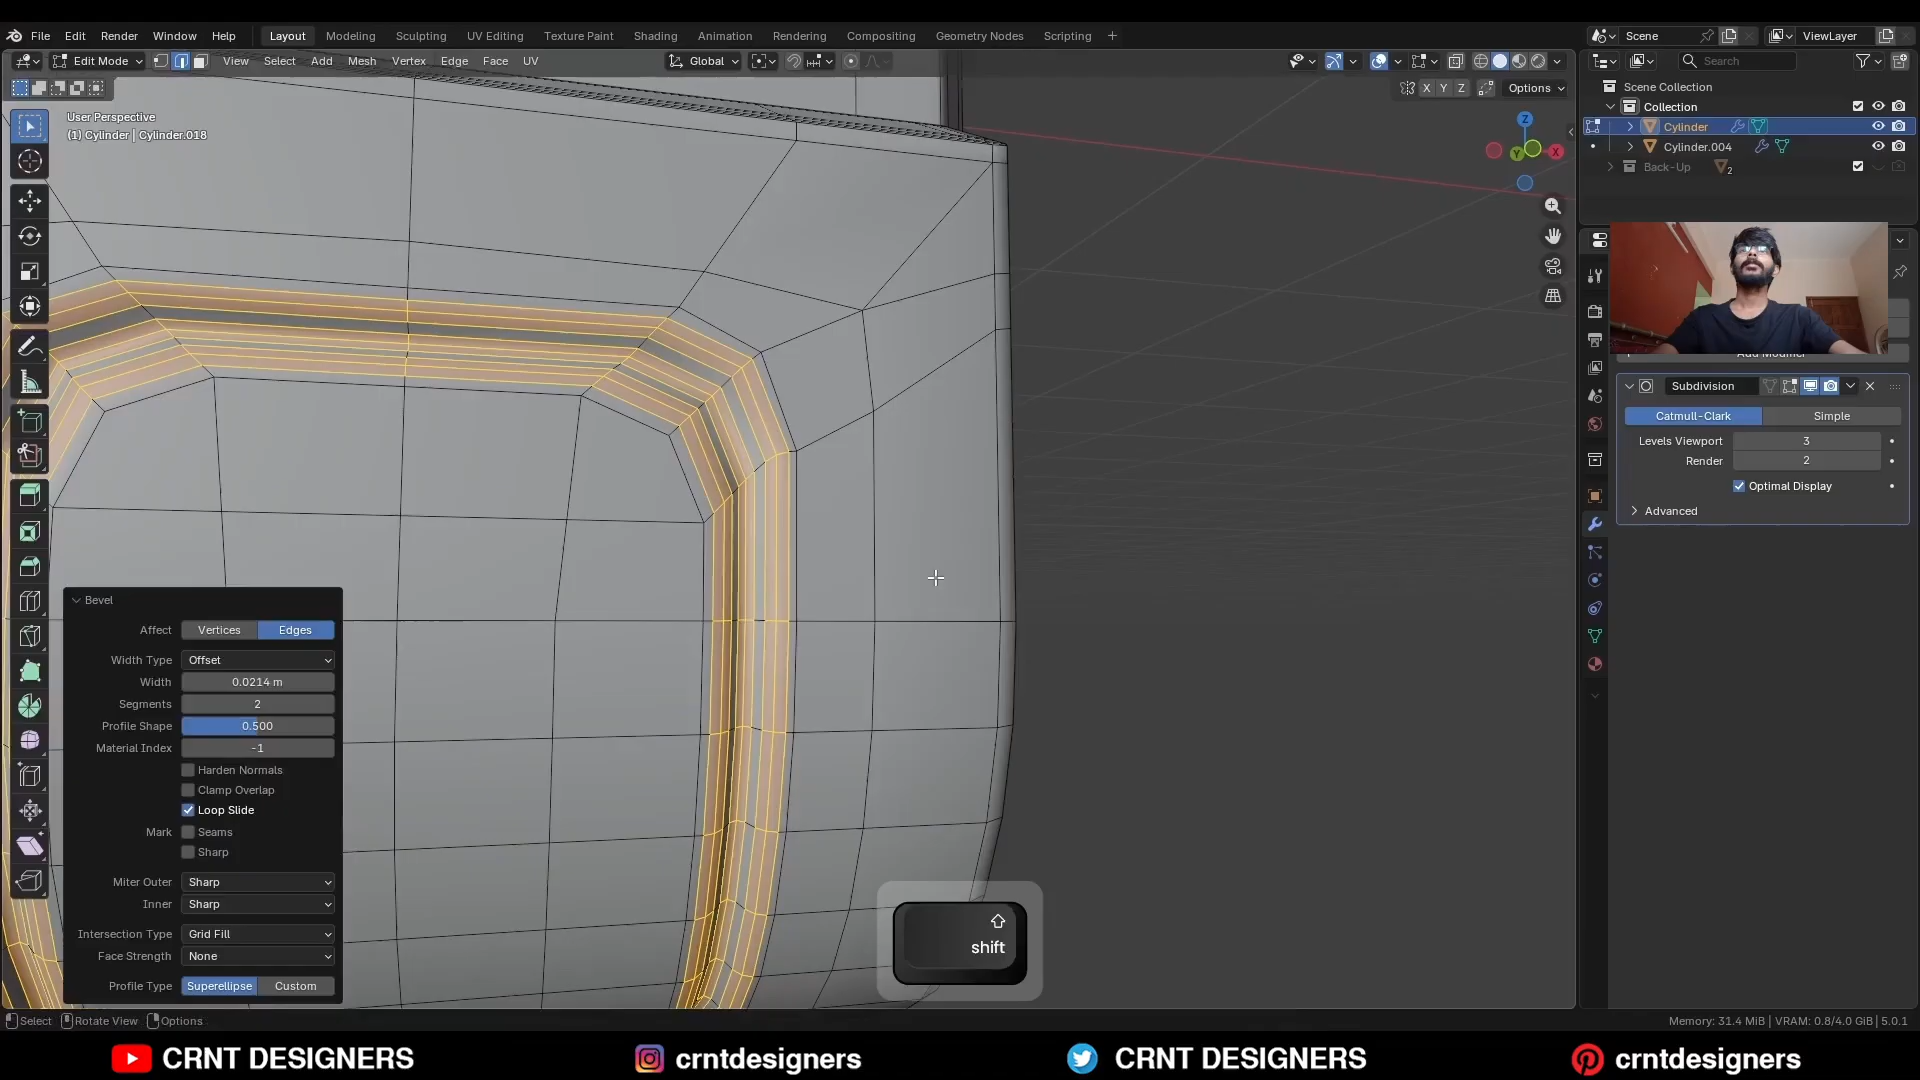 File Edit Render Window Help Layout Modeling Sculpting UV Editing Texture Paint Shading Animation Rendering Compositing Geometry Nodes Scripting + Scene ViewLayer
Edit Mode View Select Add Mesh Vertex Edge Face UV Global Search
X Y Z Options
User Perspective
(1) Cylinder | Cylinder.018
Z
Y X
Scene Collection
Collection
Cylinder
Cylinder.004
Back-Up 2
Subdivision
Catmull-Clark Simple
Levels Viewport 3
Render 2
Optimal Display
Advanced
Bevel
Affect Vertices Edges
Width Type Offset
Width 0.0214 m
Segments 2
Profile Shape 0.500
Material Index -1
Harden Normals
Clamp Overlap
Loop Slide
Mark Seams
Sharp
Miter Outer Sharp
Inner Sharp
Intersection Type Grid Fill
Face Strength None
Profile Type Superellipse Custom
shift
Select Rotate View Options
Memory: 31.4 MiB | VRAM: 0.8/4.0 GiB | 5.0.1
CRNT DESIGNERS crntdesigners CRNT DESIGNERS crntdesigners